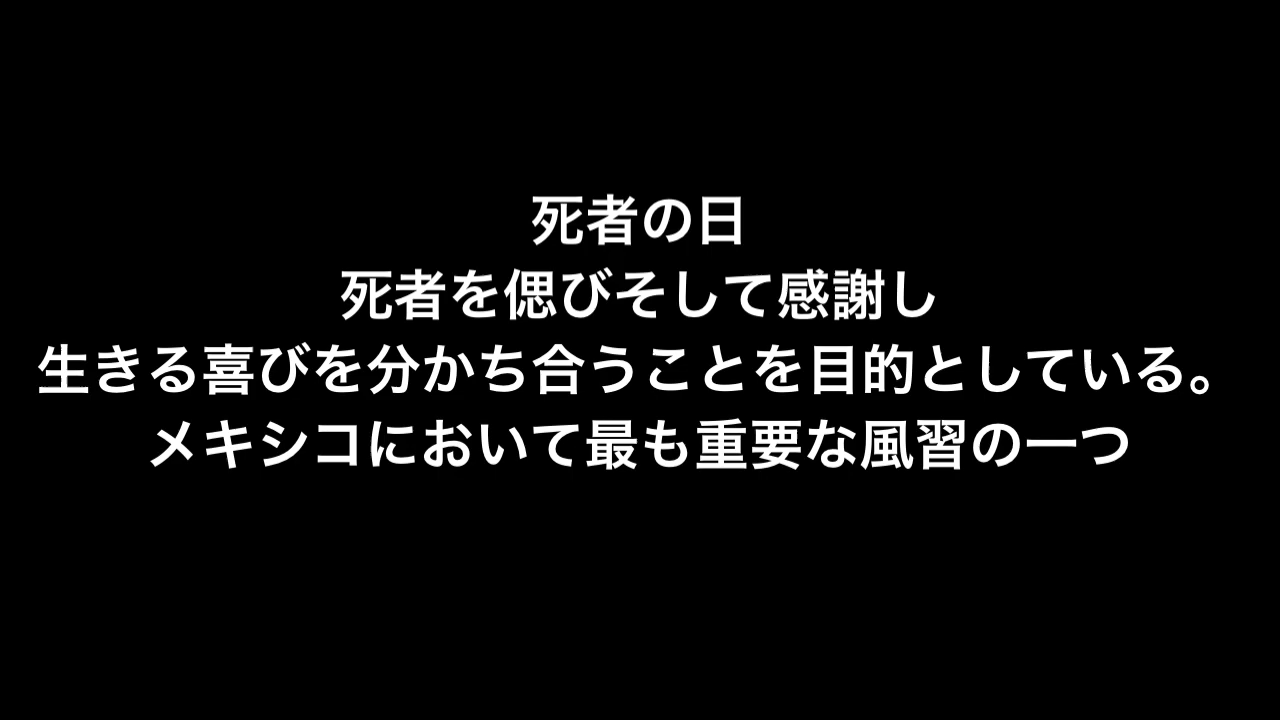 死者の日
死者を偲びそして感謝し
生きる喜びを分かち合うことを目的としている。
メキシコにおいて最も重要な風習の一つ